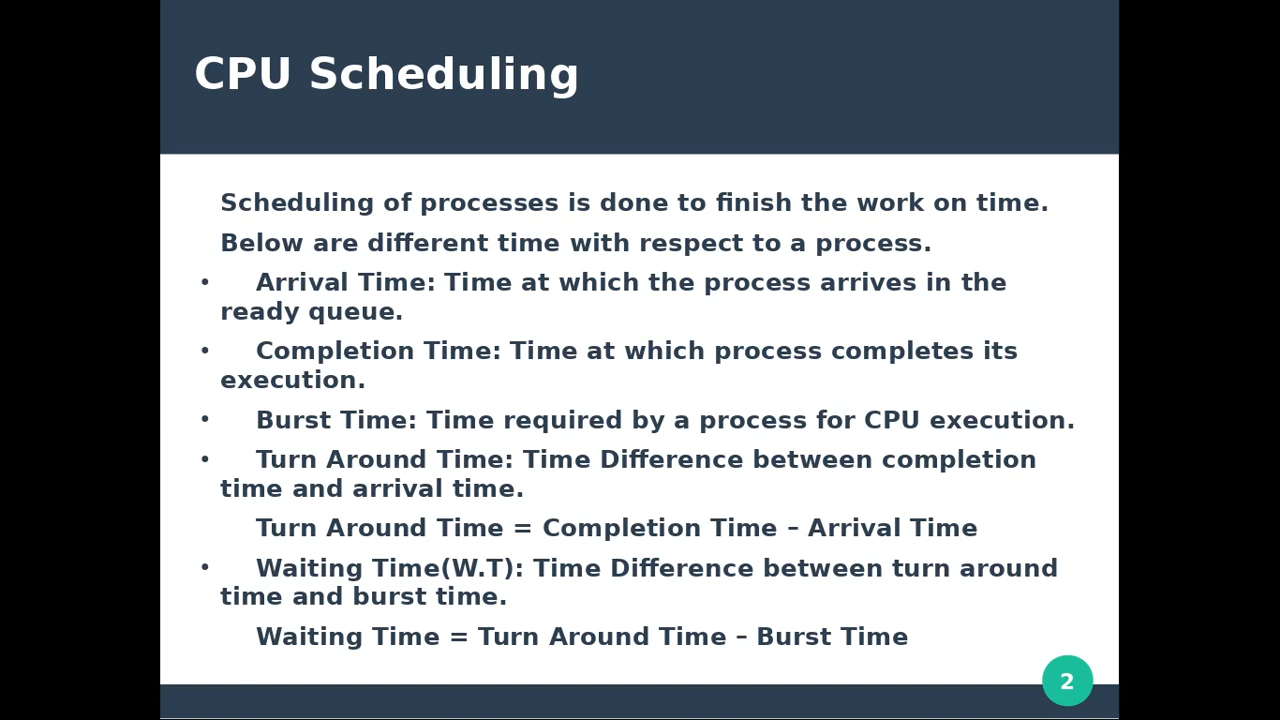 CPU Scheduling
Scheduling of processes is done to finish the work on time.
Below are different time with respect to a process.
• Arrival Time: Time at which the process arrives in the
ready queue.
• Completion Time: Time at which process completes its
execution.
• Burst Time: Time required by a process for CPU execution.
• Turn Around Time: Time Difference between completion
time and arrival time.
Turn Around Time = Completion Time – Arrival Time
• Waiting Time(W.T): Time Difference between turn around
time and burst time.
Waiting Time = Turn Around Time – Burst Time
2